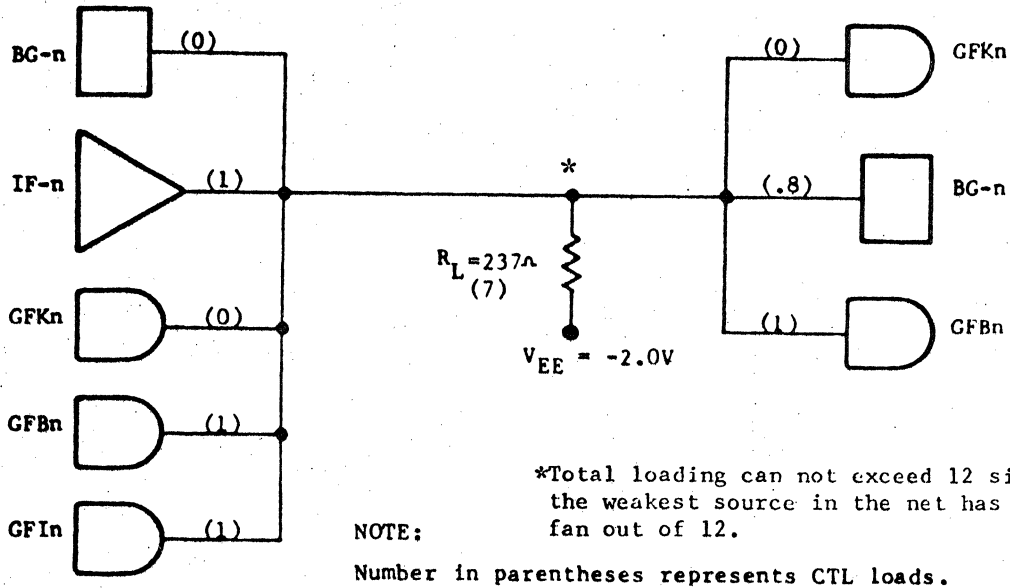 BG-n (0)
IF-n (1)
GFKn (0)
GFBn (1)
GFIn (1)
*
RL=237Ω
(7)
VEE = -2.0V
(0) GFKn
(.8) BG-n
(1) GFBn
*Total loading can not exceed 12 si
the weakest source in the net has
fan out of 12.
NOTE:
Number in parentheses represents CTL loads.